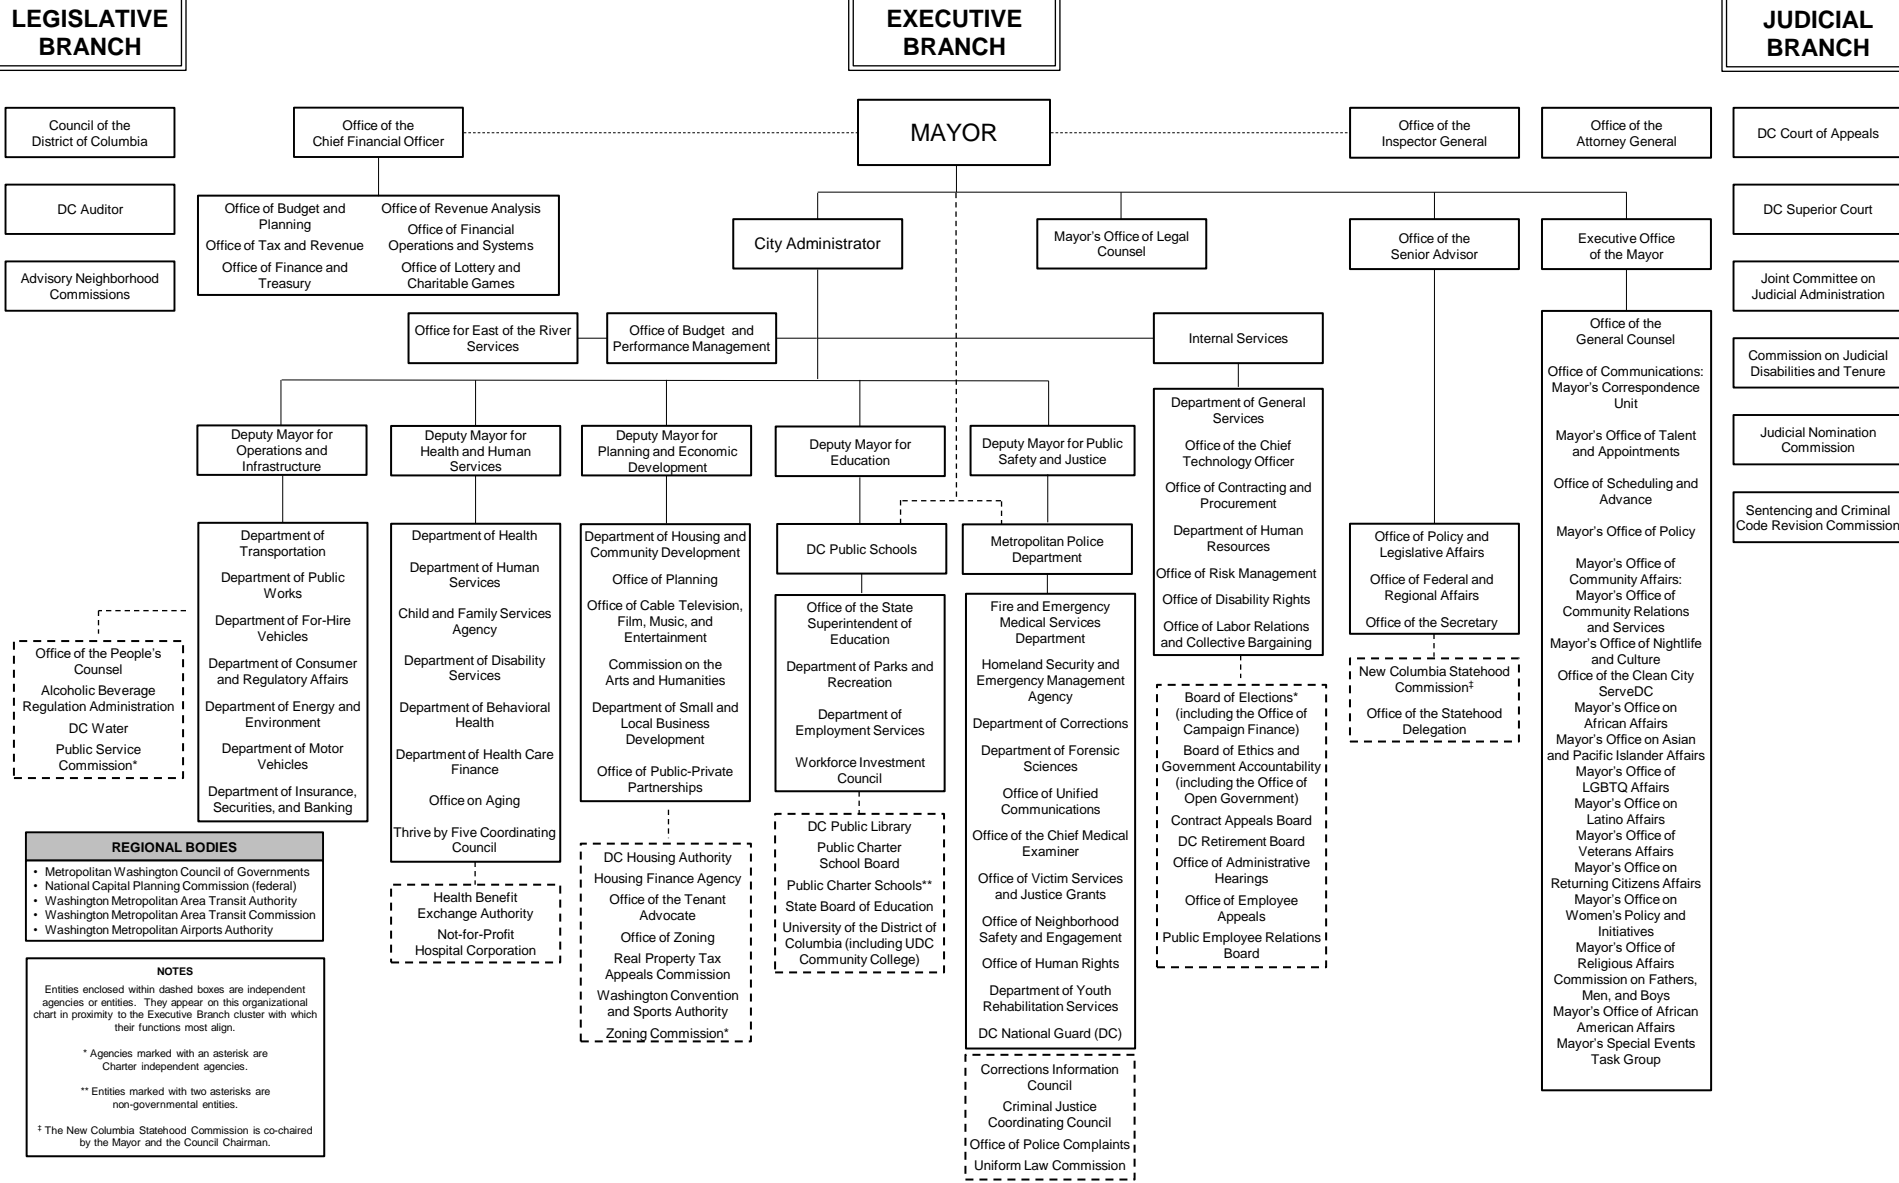 LEGISLATIVE
BRANCH
EXECUTIVE
BRANCH
JUDICIAL
BRANCH
Council of the
District of Columbia
DC Auditor
Advisory Neighborhood
Commissions
Office of the
Chief Financial Officer
MAYOR
Office of the
Inspector General
Office of the
Attorney General
DC Court of Appeals
DC Superior Court
Joint Committee on
Judicial Administration
Commission on Judicial
Disabilities and Tenure
Judicial Nomination
Commission
Sentencing and Criminal
Code Revision Commission
Office of Budget and
Planning
Office of Tax and Revenue
Office of Finance and
Treasury
Office of Revenue Analysis
Office of Financial
Operations and Systems
Office of Lottery and
Charitable Games
City Administrator
Mayor's Office of Legal
Counsel
Office of the
Senior Advisor
Executive Office
of the Mayor
Office for East of the River
Services
Office of Budget and
Performance Management
Internal Services
Deputy Mayor for
Operations and
Infrastructure
Deputy Mayor for
Health and Human
Services
Deputy Mayor for
Planning and Economic
Development
Deputy Mayor for
Education
Deputy Mayor for Public
Safety and Justice
Department of
Transportation
Department of Public
Works
Department of For-Hire
Vehicles
Department of Consumer
and Regulatory Affairs
Department of Energy and
Environment
Department of Motor
Vehicles
Department of Insurance,
Securities, and Banking
Office of the People's
Counsel
Alcoholic Beverage
Regulation Administration
DC Water
Public Service
Commission*
Department of Health
Department of Human
Services
Child and Family Services
Agency
Department of Disability
Services
Department of Behavioral
Health
Department of Health Care
Finance
Office on Aging
Thrive by Five Coordinating
Council
Health Benefit
Exchange Authority
Not-for-Profit
Hospital Corporation
Department of Housing and
Community Development
Office of Planning
Office of Cable Television,
Film, Music, and
Entertainment
Commission on the
Arts and Humanities
Department of Small and
Local Business
Development
Office of Public-Private
Partnerships
DC Housing Authority
Housing Finance Agency
Office of the Tenant
Advocate
Office of Zoning
Real Property Tax
Appeals Commission
Washington Convention
and Sports Authority
Zoning Commission*
DC Public Schools
Office of the State
Superintendent of
Education
Department of Parks and
Recreation
Department of
Employment Services
Workforce Investment
Council
DC Public Library
Public Charter
School Board
Public Charter Schools**
State Board of Education
University of the District of
Columbia (including UDC
Community College)
Metropolitan Police
Department
Fire and Emergency
Medical Services
Department
Homeland Security and
Emergency Management
Agency
Department of Corrections
Department of Forensic
Sciences
Office of Unified
Communications
Office of the Chief Medical
Examiner
Office of Victim Services
and Justice Grants
Office of Neighborhood
Safety and Engagement
Office of Human Rights
Department of Youth
Rehabilitation Services
DC National Guard (DC)
Corrections Information
Council
Criminal Justice
Coordinating Council
Office of Police Complaints
Uniform Law Commission
Department of General
Services
Office of the Chief
Technology Officer
Office of Contracting and
Procurement
Department of Human
Resources
Office of Risk Management
Office of Disability Rights
Office of Labor Relations
and Collective Bargaining
Board of Elections*
(including the Office of
Campaign Finance)
Board of Ethics and
Government Accountability
(including the Office of
Open Government)
Contract Appeals Board
DC Retirement Board
Office of Administrative
Hearings
Office of Employee
Appeals
Public Employee Relations
Board
Office of Policy and
Legislative Affairs
Office of Federal and
Regional Affairs
Office of the Secretary
New Columbia Statehood
Commission‡
Office of the Statehood
Delegation
Office of the
General Counsel
Office of Communications:
Mayor's Correspondence
Unit
Mayor's Office of Talent
and Appointments
Office of Scheduling and
Advance
Mayor's Office of Policy
Mayor's Office of
Community Affairs:
Mayor's Office of
Community Relations
and Services
Mayor's Office of Nightlife
and Culture
Office of the Clean City
ServeDC
Mayor's Office on
African Affairs
Mayor's Office on Asian
and Pacific Islander Affairs
Mayor's Office of
LGBTQ Affairs
Mayor's Office on
Latino Affairs
Mayor's Office of
Veterans Affairs
Mayor's Office on
Returning Citizens Affairs
Mayor's Office on
Women's Policy and
Initiatives
Mayor's Office of
Religious Affairs
Commission on Fathers,
Men, and Boys
Mayor's Office of African
American Affairs
Mayor's Special Events
Task Group
REGIONAL BODIES
• Metropolitan Washington Council of Governments
• National Capital Planning Commission (federal)
• Washington Metropolitan Area Transit Authority
• Washington Metropolitan Area Transit Commission
• Washington Metropolitan Airports Authority
NOTES
Entities enclosed within dashed boxes are independent
agencies or entities. They appear on this organizational
chart in proximity to the Executive Branch cluster with which
their functions most align.
* Agencies marked with an asterisk are
Charter independent agencies.
** Entities marked with two asterisks are
non-governmental entities.
‡ The New Columbia Statehood Commission is co-chaired
by the Mayor and the Council Chairman.